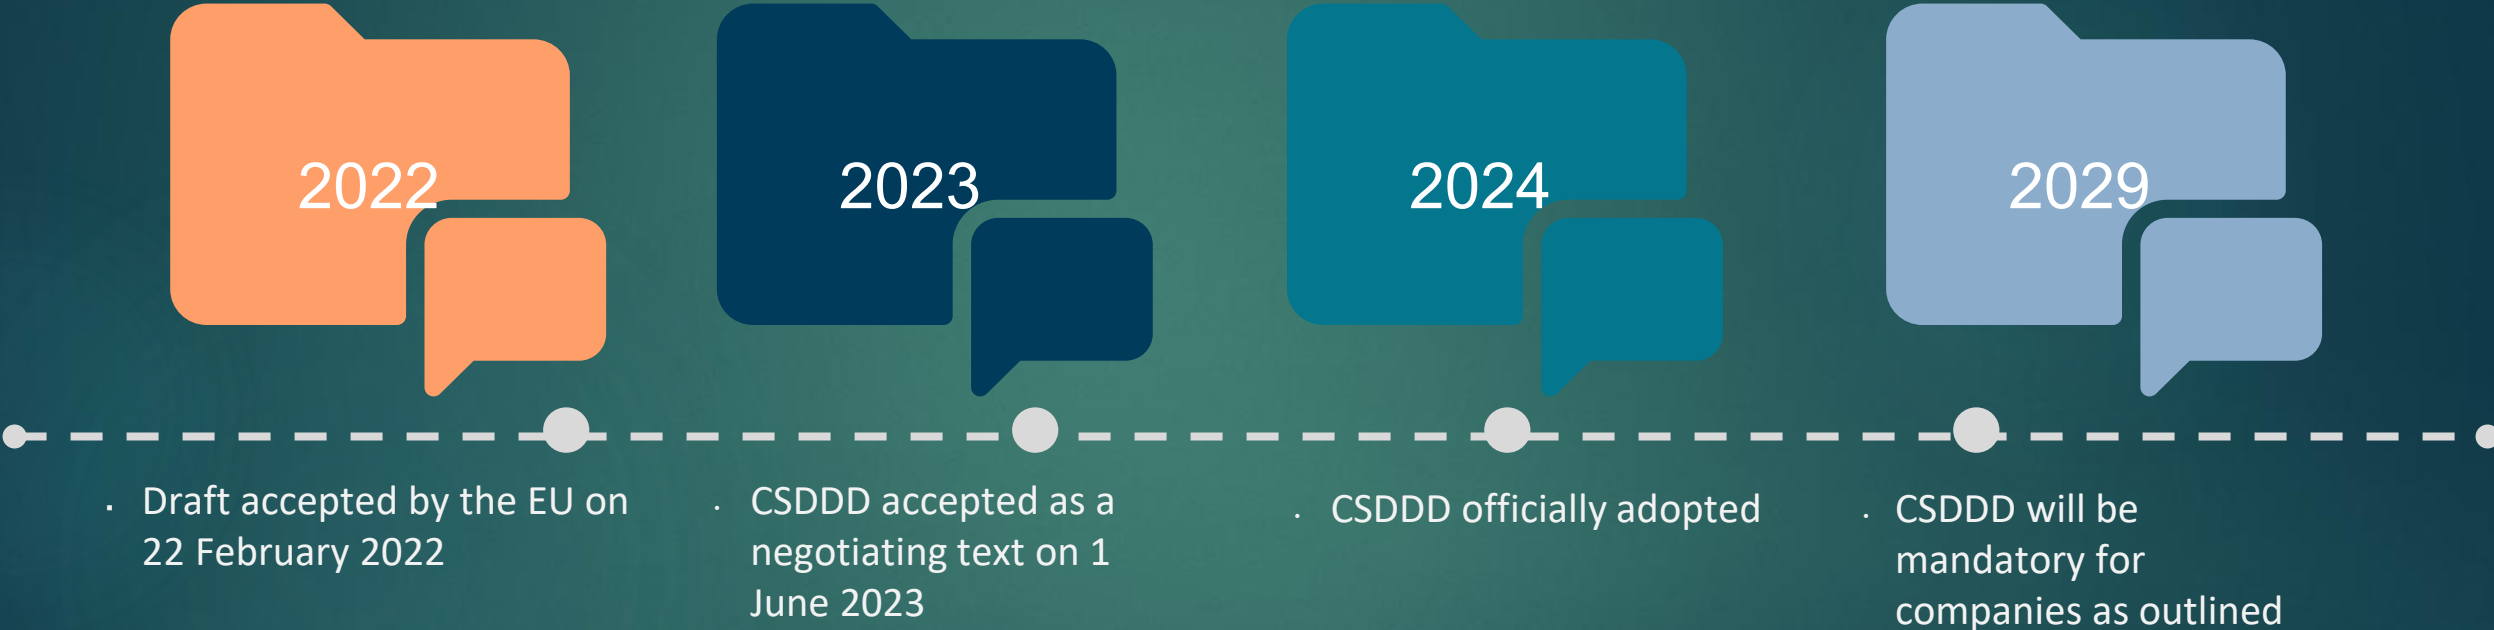 2022
2023
2024
2029
· Draft accepted by the EU on
22 February 2022
· CSDDD accepted as a
negotiating text on 1
June 2023
· CSDDD officially adopted
· CSDDD will be
mandatory for
companies as outlined